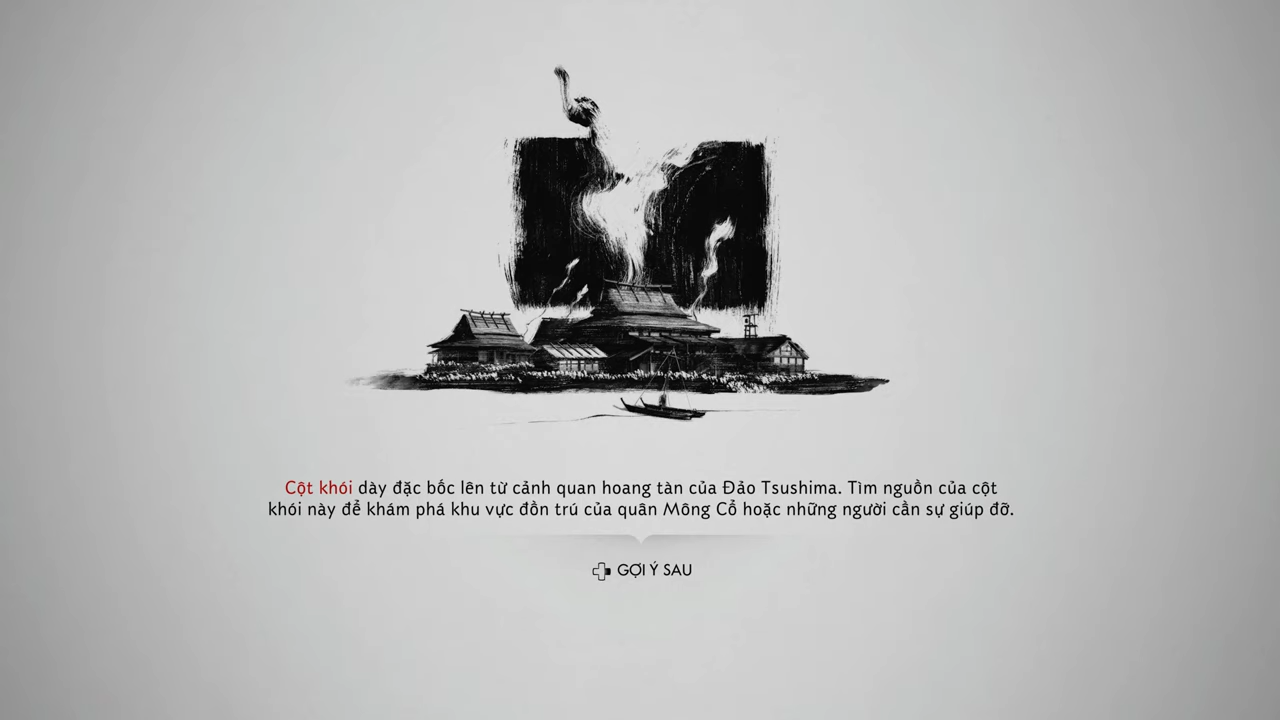 Cột khói dày đặc bốc lên từ cảnh quan hoang tàn của Đảo Tsushima. Tìm nguồn của cột
khói này để khám phá khu vực đồn trú của quân Mông Cổ hoặc những người cần sự giúp đỡ.
GỢI Ý SAU